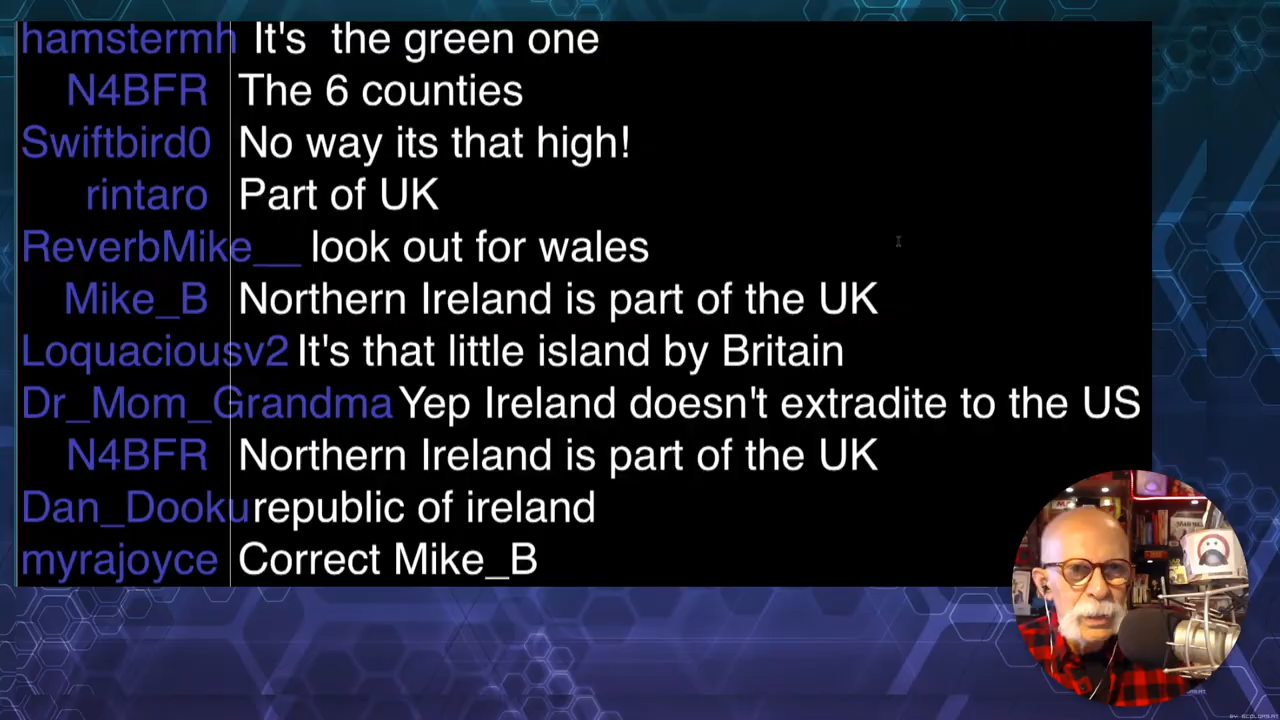 hamstermh It's  the green one
N4BFR The 6 counties
Swiftbird0 No way its that high!
rintaro Part of UK
ReverbMike__ look out for wales
Mike_B Northern Ireland is part of the UK
Loquaciousv2 It's that little island by Britain
Dr_Mom_Grandma Yep Ireland doesn't extradite to the US
N4BFR Northern Ireland is part of the UK
Dan_Dooku republic of ireland
myrajoyce Correct Mike_B